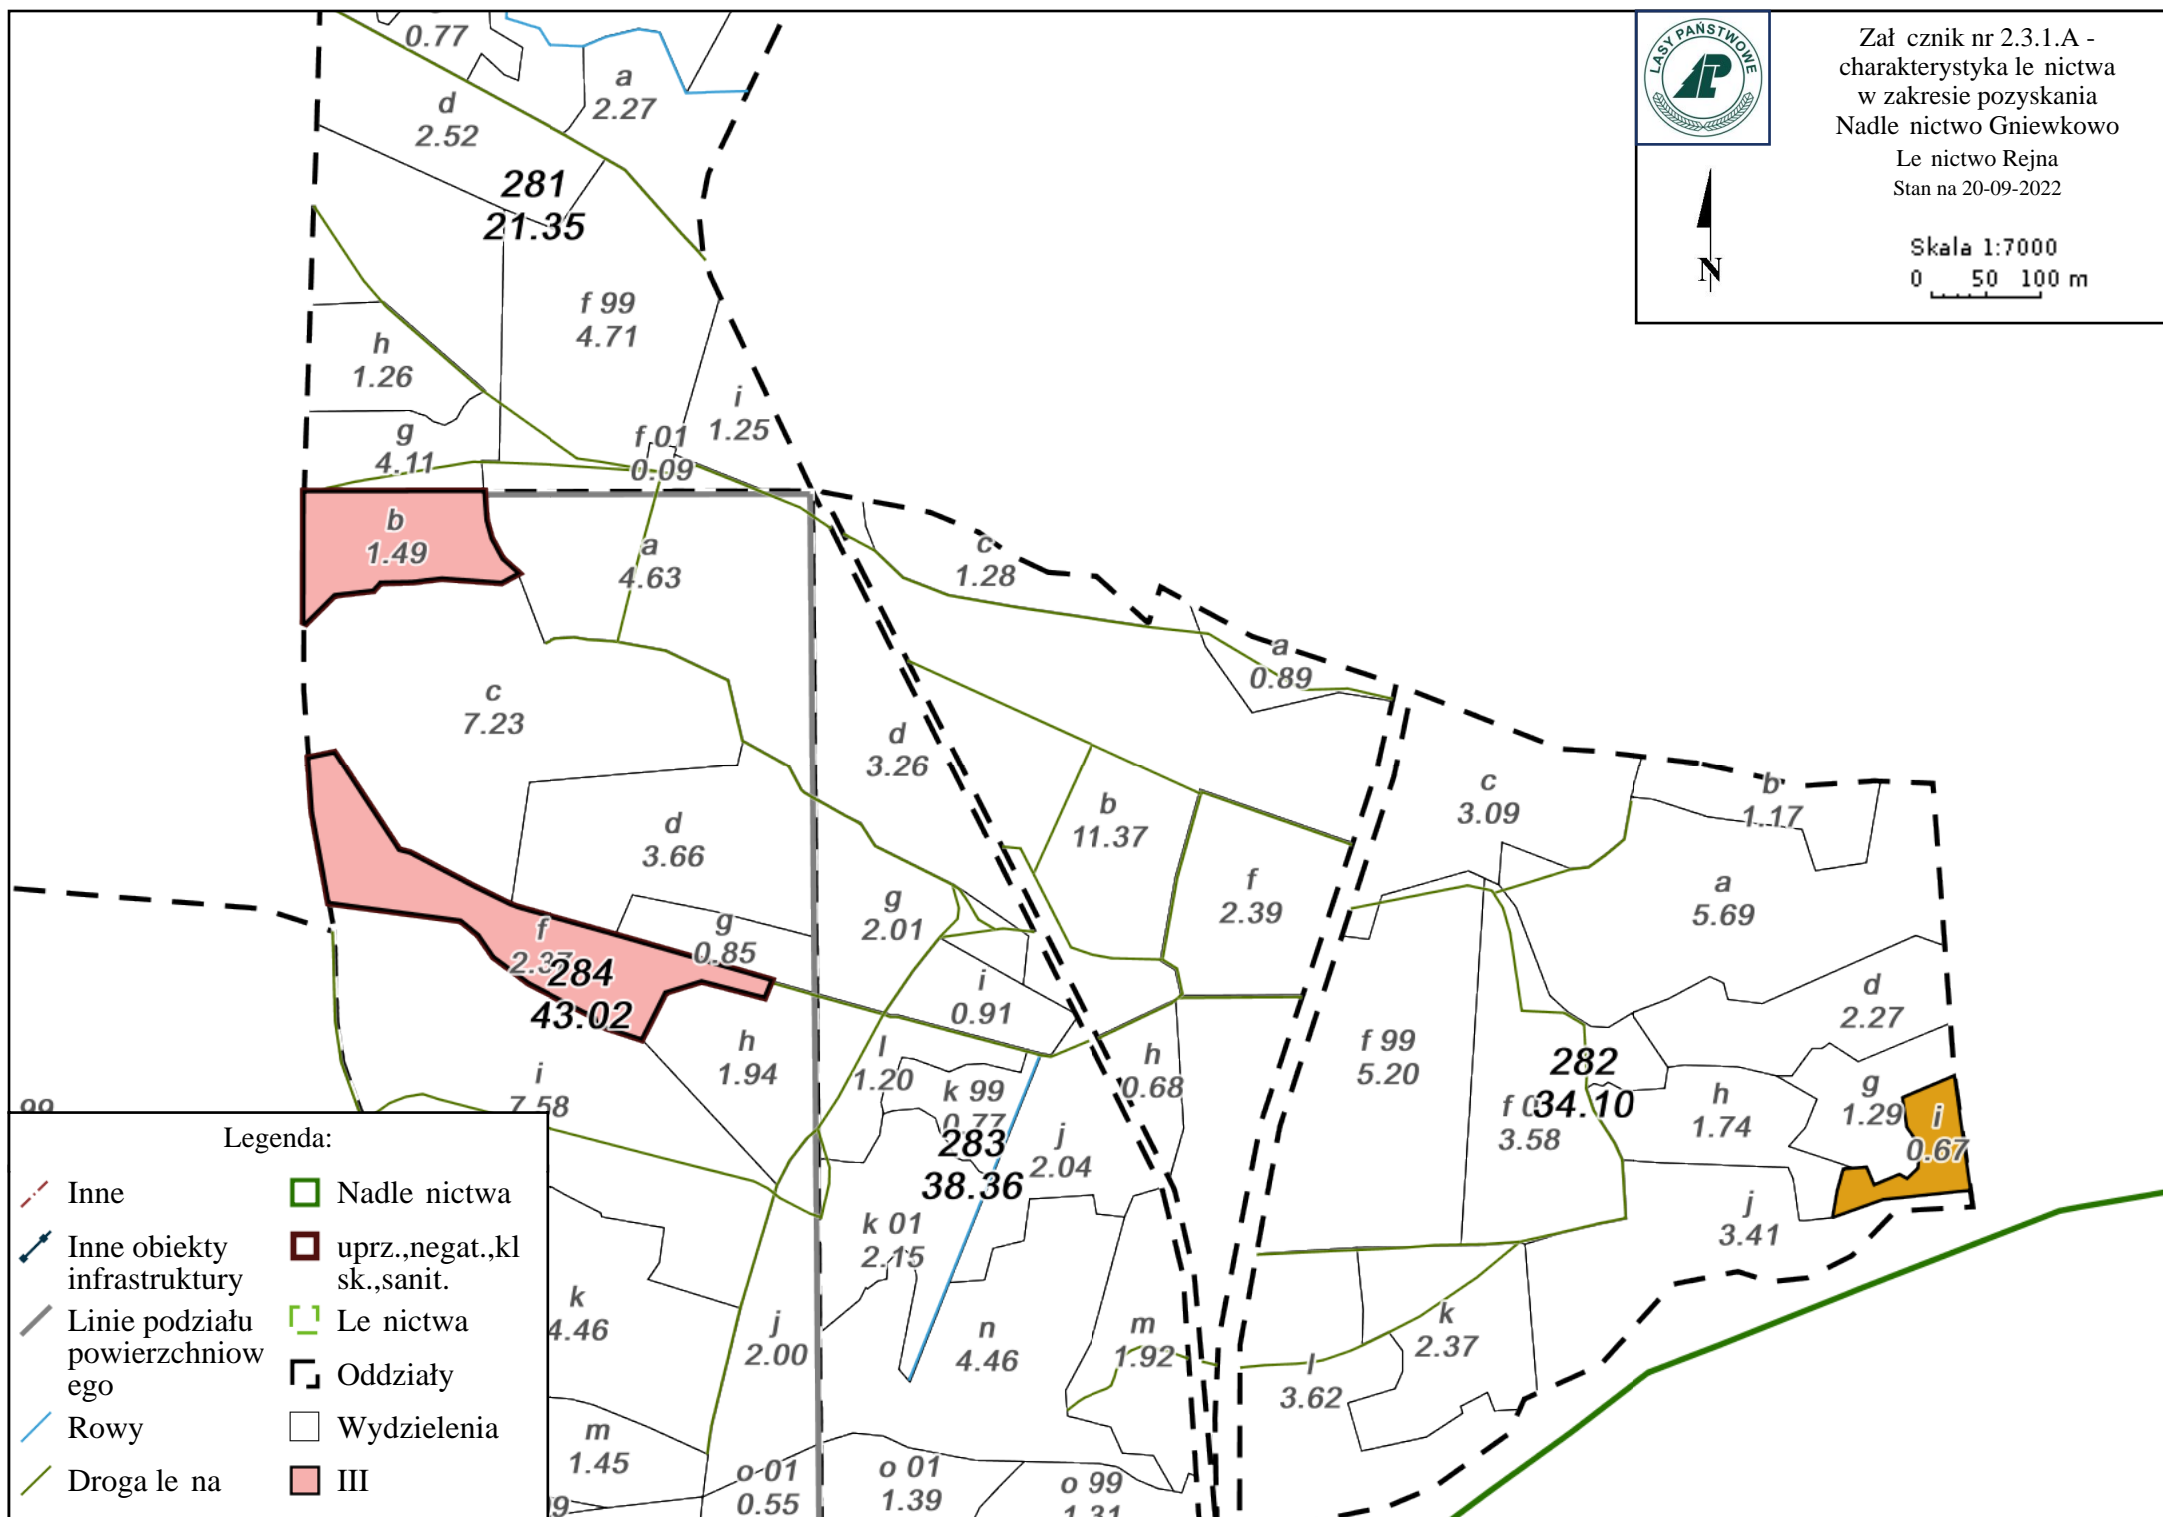 LASY PAŃSTWOWE
Zał cznik nr 2.3.1.A -
charakterystyka le nictwa
w zakresie pozyskania
Nadle nictwo Gniewkowo
Le nictwo Rejna
Stan na 20-09-2022
N
Skala 1:7000
0 50 100 m
0.77
a
2.27
d
2.52
281
21.35
f 99
4.71
h
1.26
i
1.25
g
4.11
f 01
0.09
b
1.49
a
4.63
c
1.28
a
0.89
c
7.23
d
3.26
b
11.37
c
3.09
b
1.17
d
3.66
g
2.01
f
2.39
a
5.69
f
2.37
g
0.85
284
43.02
i
0.91
d
2.27
h
1.94
l
1.20
k 99
0.77
h
0.68
f 99
5.20
282
34.10
3.58
h
1.74
g
1.29
i
0.67
i
7.58
283
38.36
j
2.04
k 01
2.15
j
3.41
k
4.46
j
2.00
n
4.46
m
1.92
k
2.37
l
3.62
m
1.45
o 01
0.55
o 01
1.39
o 99
1.31
Legenda:
Inne
Inne obiekty
infrastruktury
Linie podziału
powierzchniow
ego
Rowy
Droga le na
Nadle nictwa
uprz.,negat.,kl
sk.,sanit.
Le nictwa
Oddziały
Wydzielenia
III